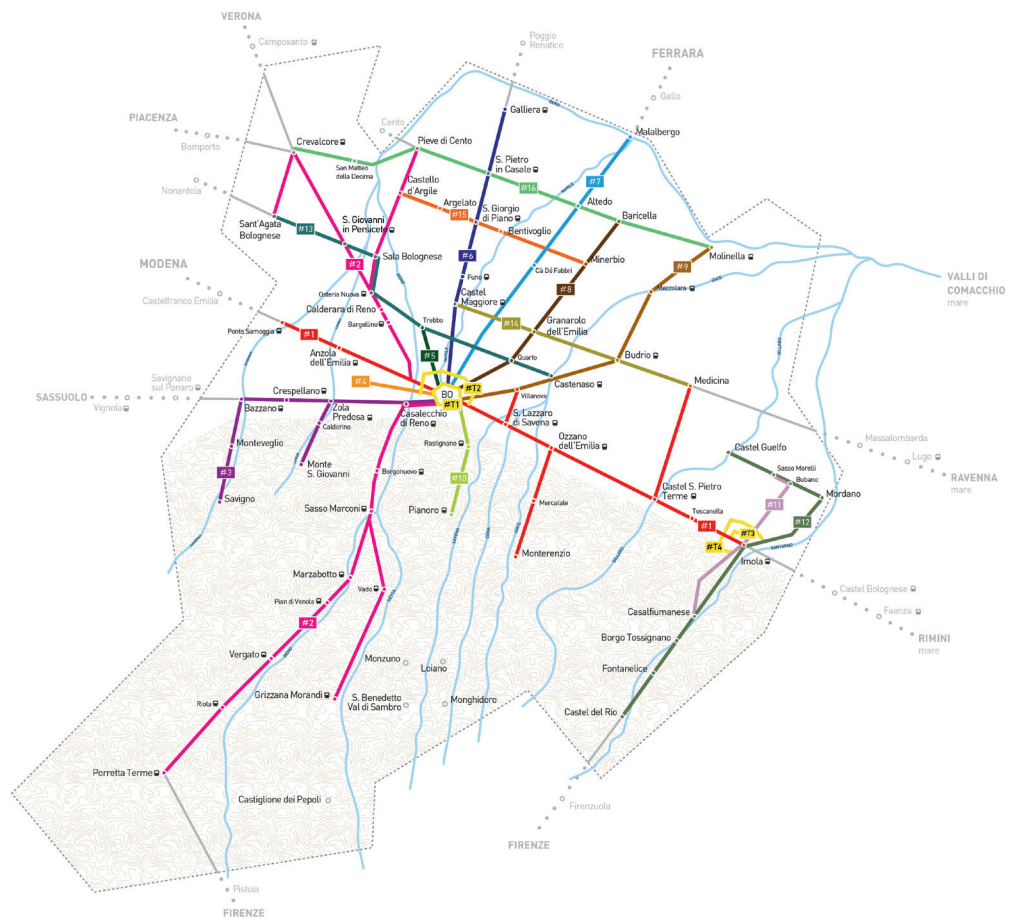 VERONA
Camposanto
Poggio
Renatico
FERRARA
Gallo
PIACENZA
Bomporto
Cento
Galliera
Crevalcore
Pieve di Cento
Malalbergo
San Matteo
della Decima
S. Pietro
in Casale
#16
#7
Nonantola
Castello
d'Argile
Argelato
#15
S. Giorgio
di Piano
Altedo
Baricella
Sant'Agata
Bolognese
#13
S. Giovanni
in Persiceto
Bentivoglio
Sala Bolognese
#6
Minerbio
Molinella
#2
#9
MODENA
Funo
Cà Dé Fabbri
Castelfranco Emilia
Osteria Nuova
Castel
Maggiore
#8
Mezzolara
VALLI DI
COMACCHIO
mare
Calderara di Reno
Bargellino
Trebbo
#14
Granarolo
dell'Emilia
Ponte Samoggia
#1
Anzola
dell'Emilia
#5
Quarto
Budrio
Savignano
sul Panaro
#4
#T2
Castenaso
Medicina
SASSUOLO
Vignola
Crespellano
BO
#T1
Villanova
Bazzano
Zola
Predosa
Casalecchio
di Reno
S. Lazzaro
di Savena
Calderino
Monteveglio
Rastignano
Ozzano
dell'Emilia
Massalombarda
Lugo
Castel Guelfo
#3
Monte
S. Giovanni
Borgonuovo
#10
Sasso Morelli
Bubano
RAVENNA
mare
Savigno
Sasso Marconi
Pianoro
Mercatale
Castel S. Pietro
Terme
#11
Mordano
Toscanella
#12
#1
#T3
#T4
Monterenzio
Imola
SANTERNO
Marzabotto
Vado
Castel Bolognese
Pian di Venola
Faenza
#2
Casalfiumanese
RIMINI
mare
Borgo Tossignano
Vergato
Monzuno
Loiano
Fontanelice
Riola
Grizzana Morandi
S. Benedetto
Val di Sambro
Monghidoro
Castel del Rio
Porretta Terme
Castiglione dei Pepoli
Firenzuola
FIRENZE
Pistoia
FIRENZE